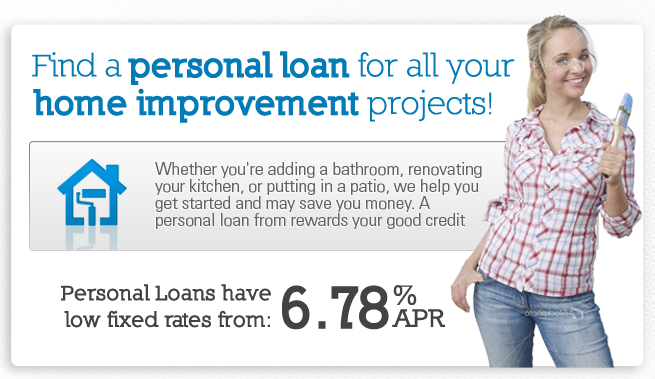 Find a personal loan for all your
home improvement projects!
Whether you're adding a bathroom, renovating
your kitchen, or putting in a patio, we help you
get started and may save you money. A
personal loan from rewards your good credit
Personal Loans have
low fixed rates from:
6.78% APR